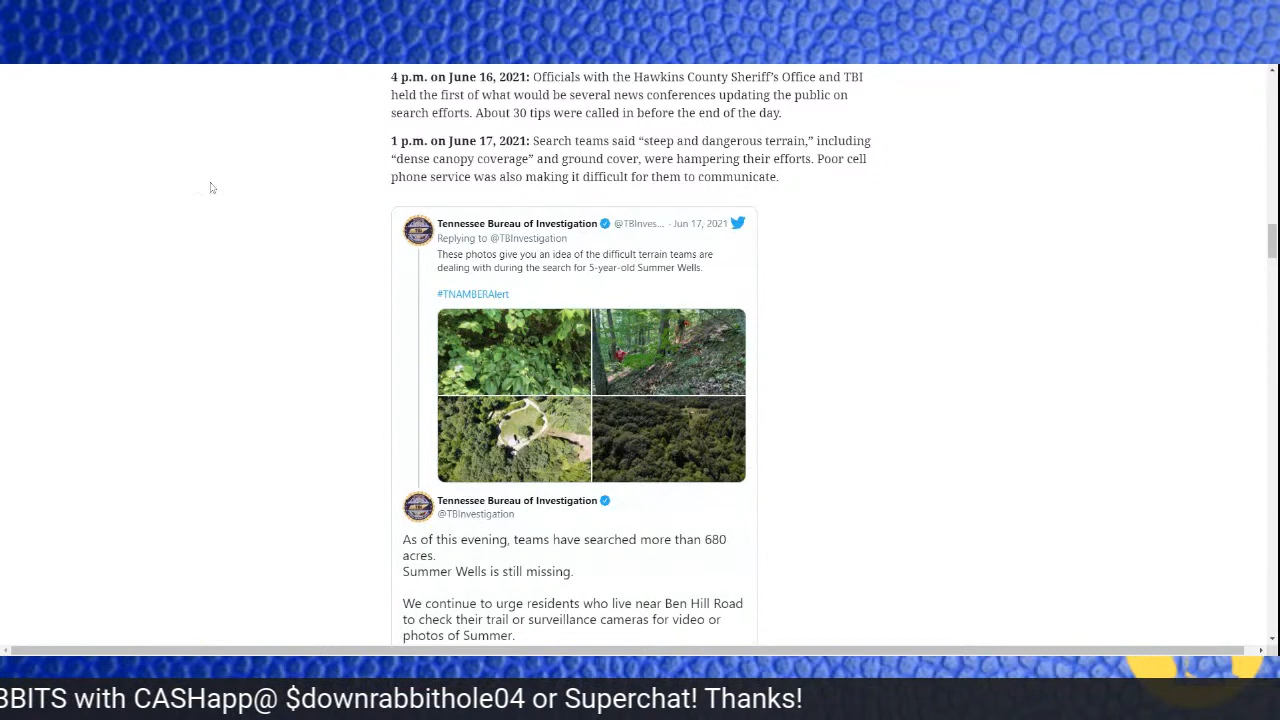 4 p.m. on June 16, 2021: Officials with the Hawkins County Sheriff’s Office and TBI
held the first of what would be several news conferences updating the public on
search efforts. About 30 tips were called in before the end of the day.
1 p.m. on June 17, 2021: Search teams said “steep and dangerous terrain,” including
“dense canopy coverage” and ground cover, were hampering their efforts. Poor cell
phone service was also making it difficult for them to communicate.
Tennessee Bureau of Investigation @TBInves... · Jun 17, 2021
Replying to @TBInvestigation
These photos give you an idea of the difficult terrain teams are
dealing with during the search for 5-year-old Summer Wells.
#TNAMBERAlert
Tennessee Bureau of Investigation
@TBInvestigation
As of this evening, teams have searched more than 680
acres.
Summer Wells is still missing.
We continue to urge residents who live near Ben Hill Road
to check their trail or surveillance cameras for video or
photos of Summer.
BBITS with CASHapp@ $downrabbithole04 or Superchat! Thanks!